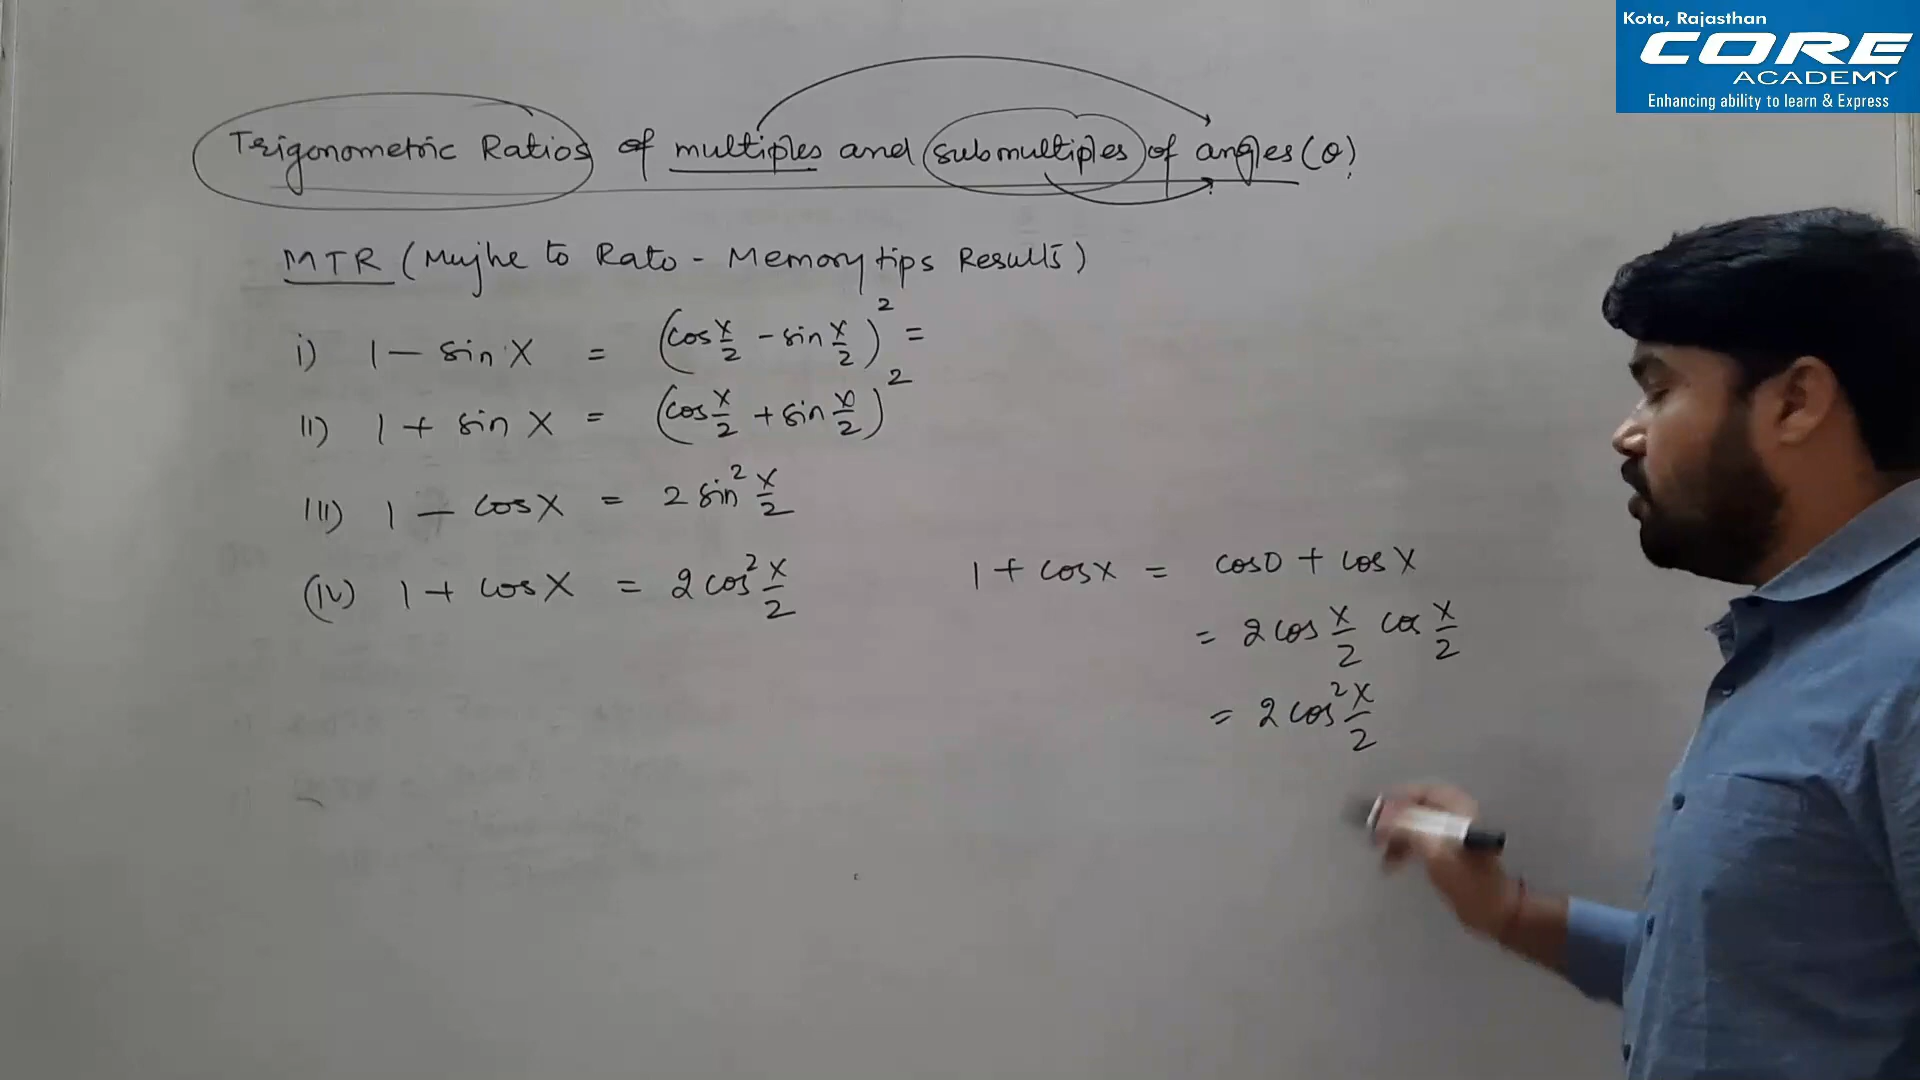 Kota, Rajasthan
CORE
ACADEMY
Enhancing ability to learn & Express
Trigonometric Ratios of multiples and submultiples of angles (θ)
MTR (Mujhe to Rato - Memory tips Results)
i) 1 - sin x = (cos x/2 - sin x/2)² =
ii) 1 + sin x = (cos x/2 + sin x/2)²
iii) 1 - cos x = 2 sin² x/2
(iv) 1 + cos x = 2 cos² x/2
1 + cos x = cos 0 + cos x
= 2 cos x/2 cos x/2
= 2 cos² x/2